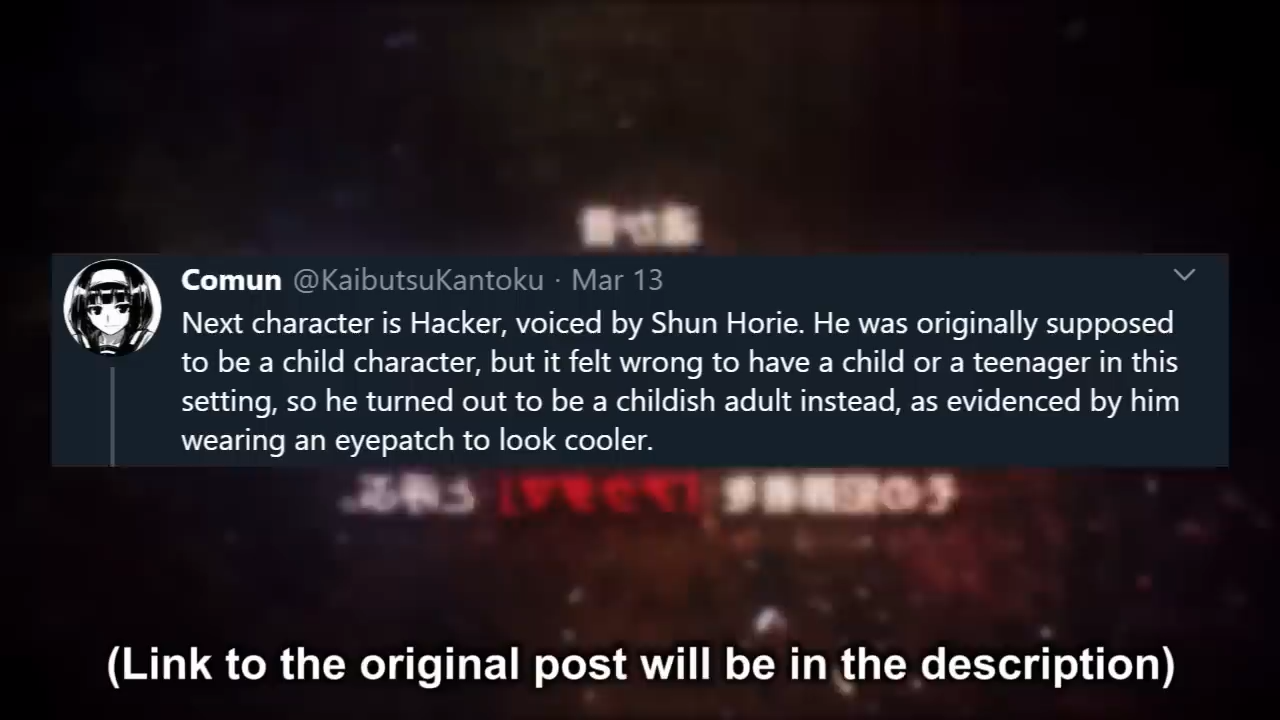 Comun @KaibutsuKantoku · Mar 13
Next character is Hacker, voiced by Shun Horie. He was originally supposed
to be a child character, but it felt wrong to have a child or a teenager in this
setting, so he turned out to be a childish adult instead, as evidenced by him
wearing an eyepatch to look cooler.
(Link to the original post will be in the description)